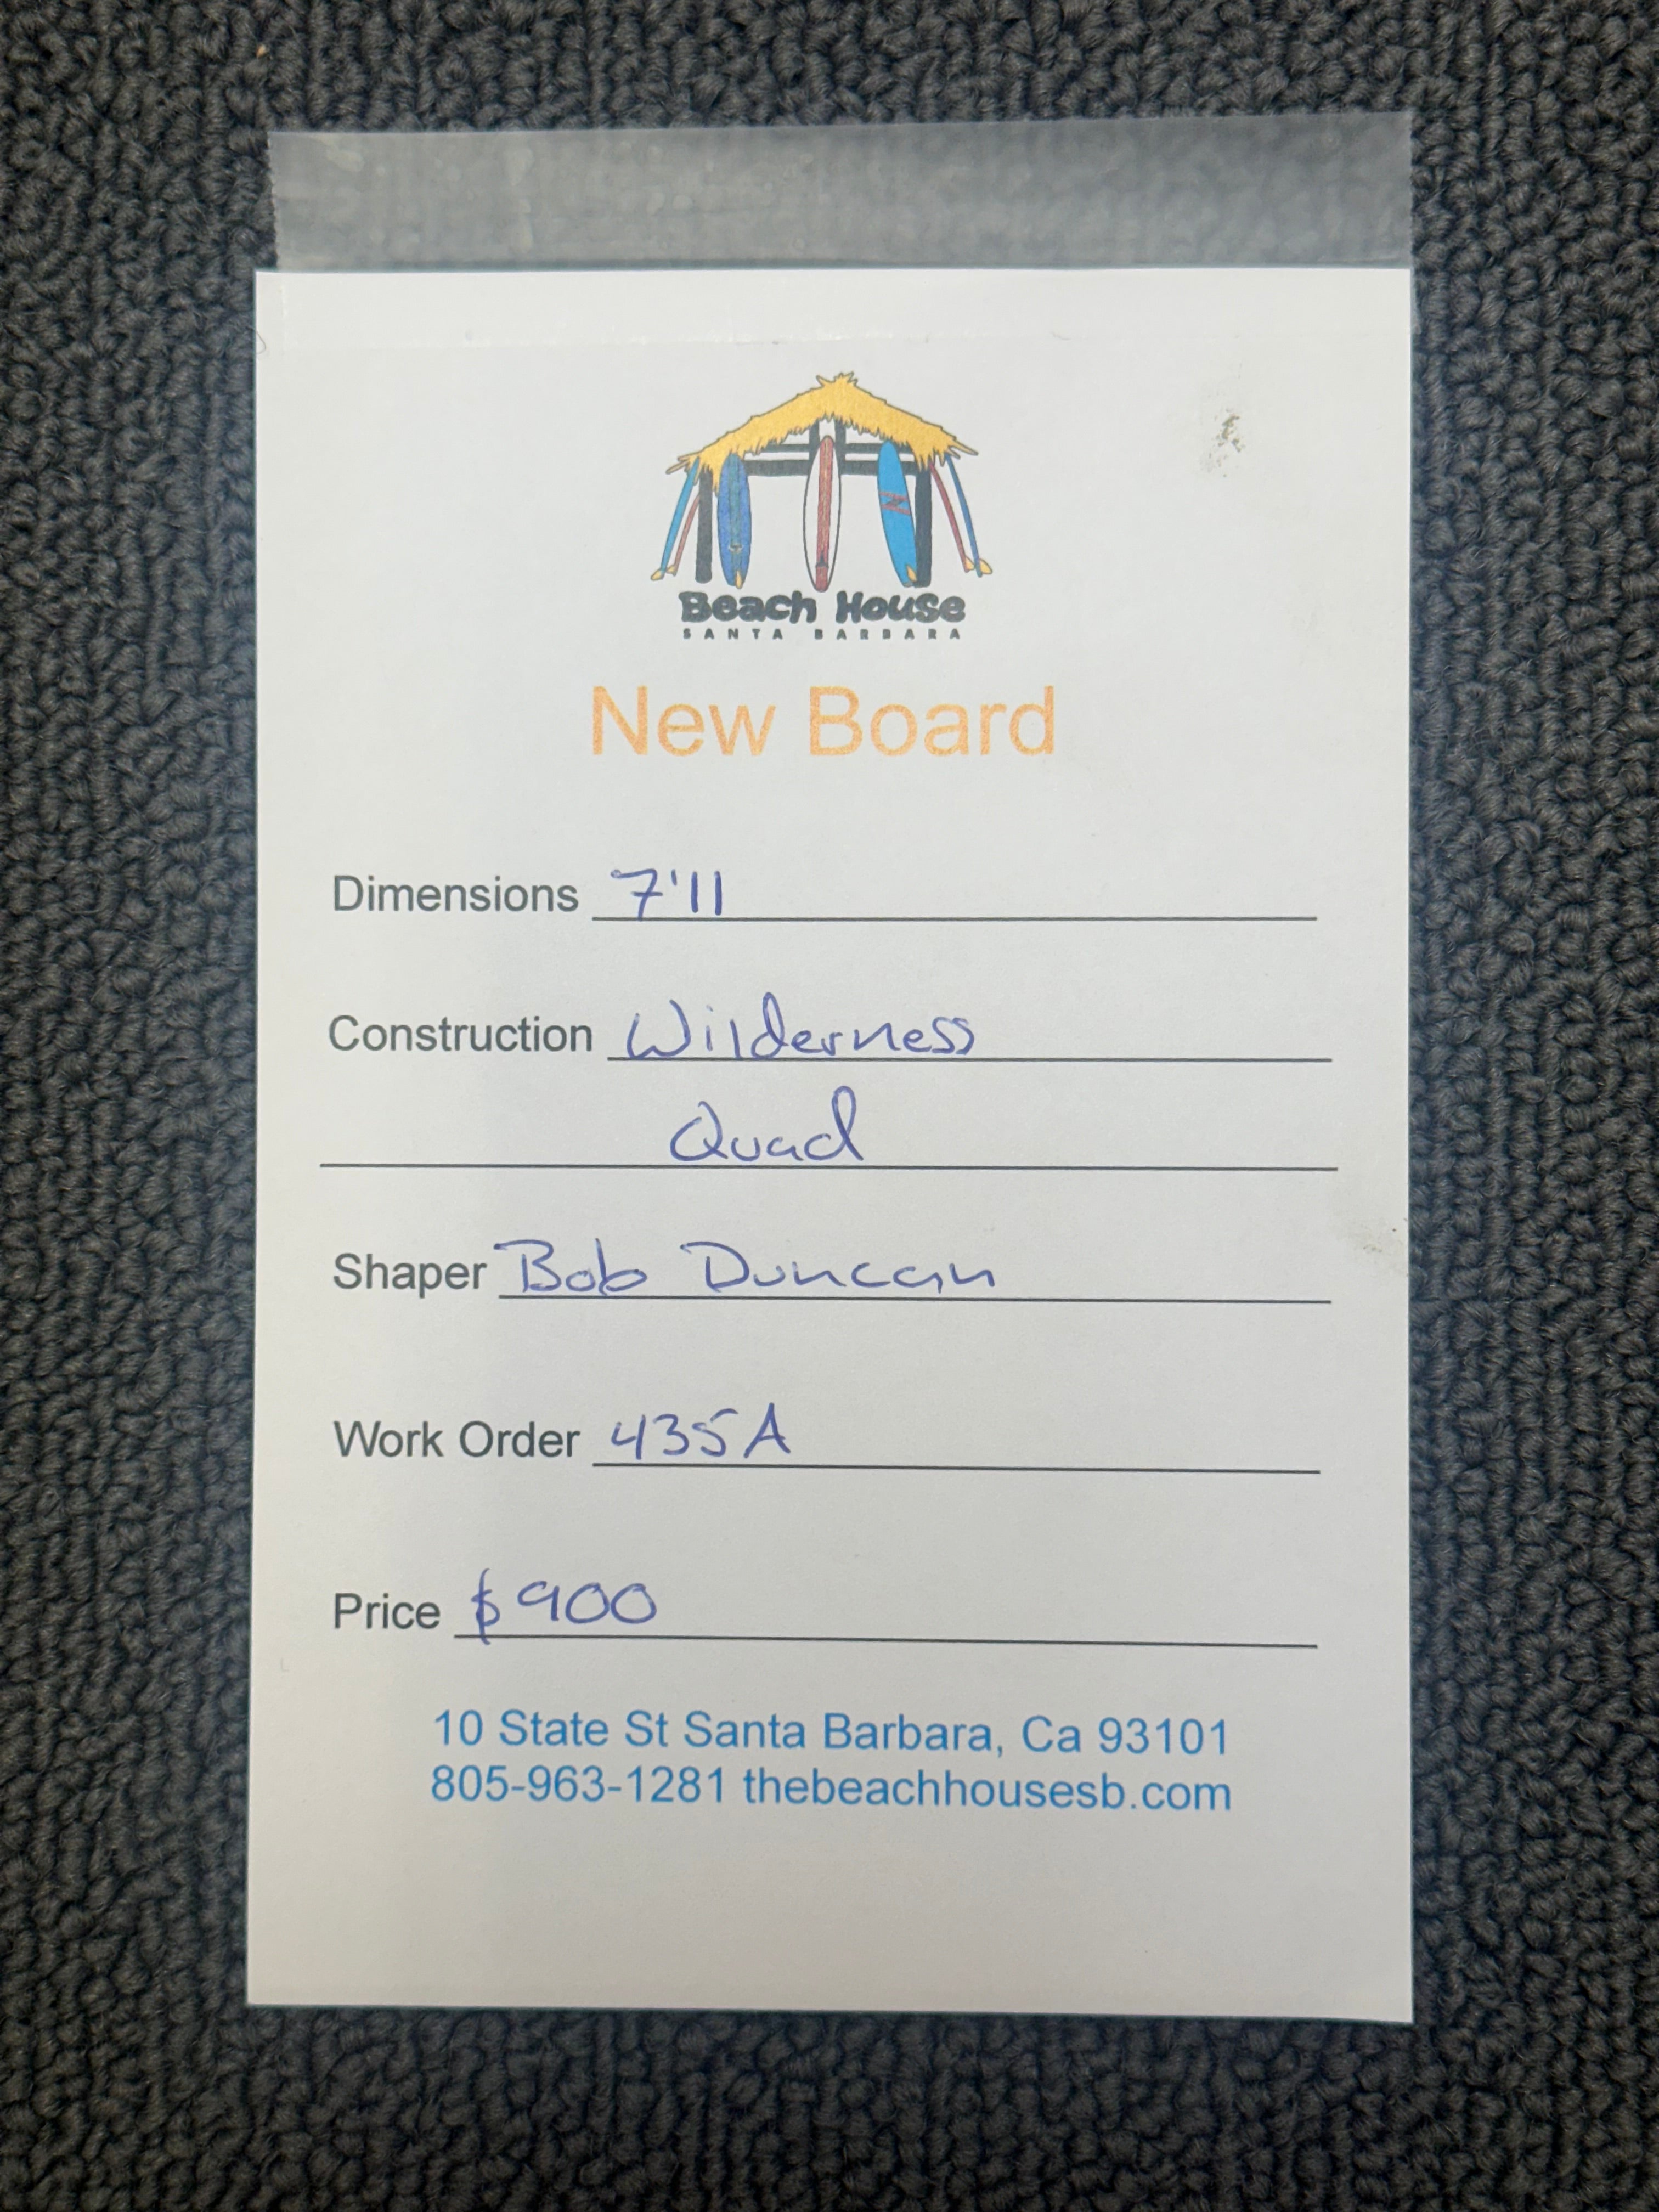 Beach House
SANTA BARBARA
New Board
Dimensions 7'11
Construction Wilderness
Quad
Shaper Bob Duncan
Work Order 435A
Price $900
10 State St Santa Barbara, Ca 93101
805-963-1281 thebeachhousesb.com